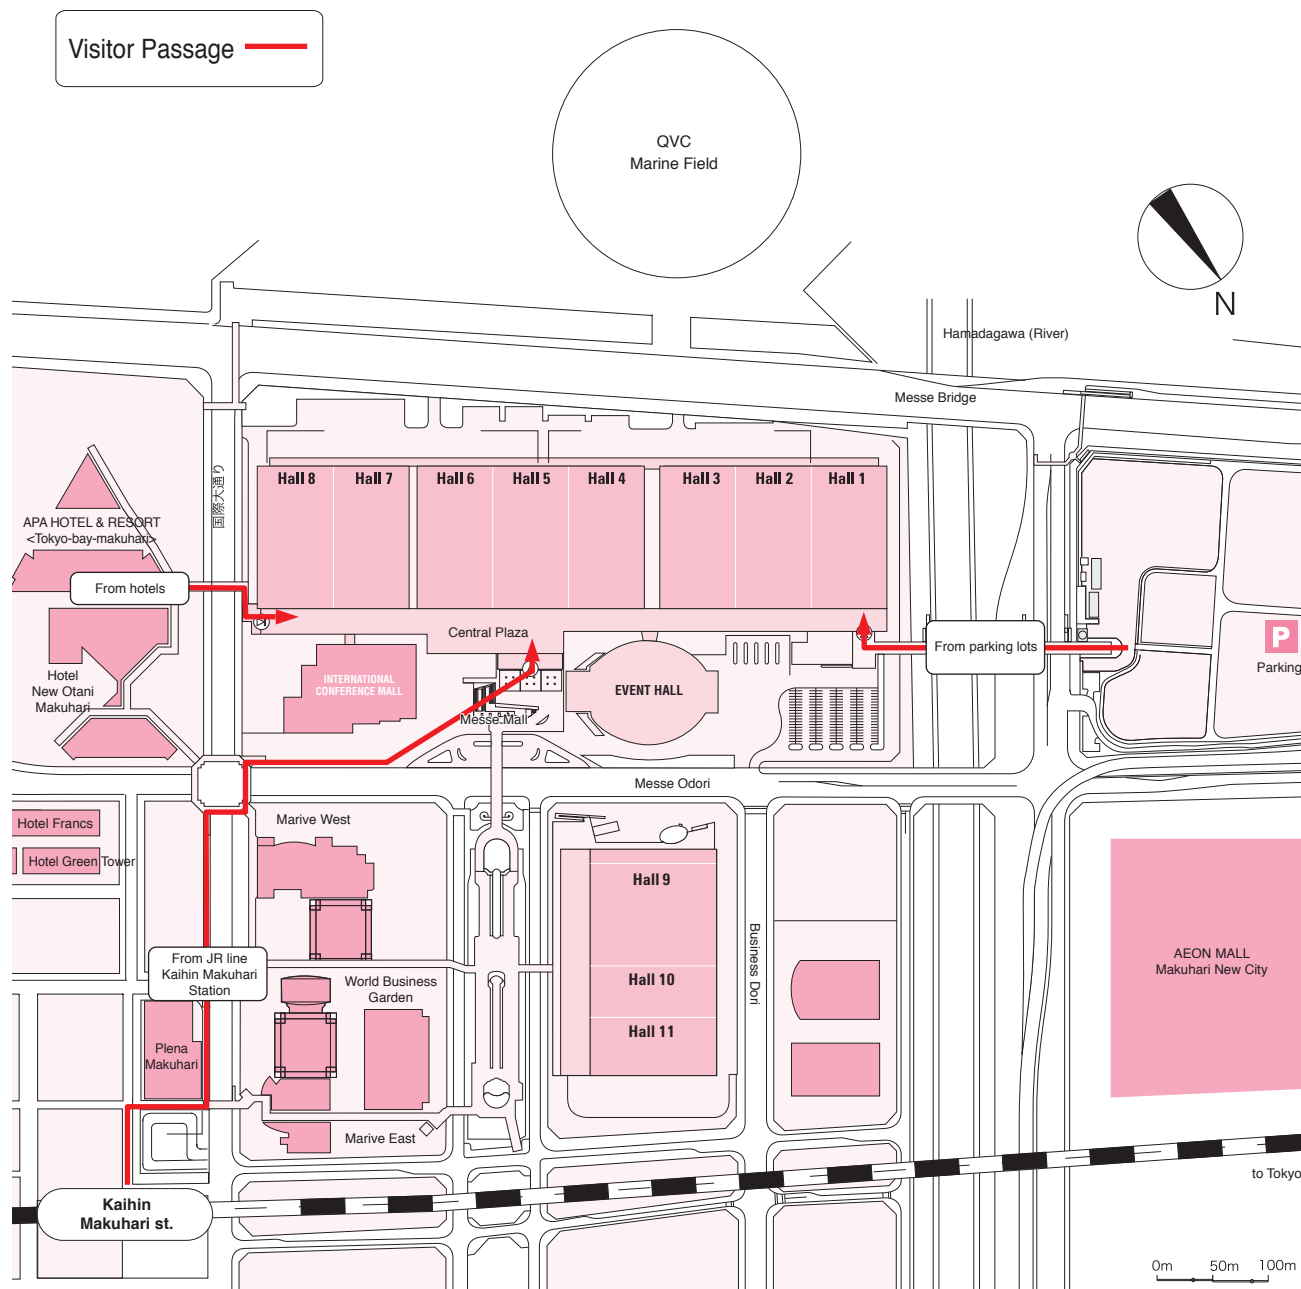 Visitor Passage
QVC
Marine Field
N
Hamadagawa (River)
Messe Bridge
国際大通り
Hall 8
Hall 7
Hall 6
Hall 5
Hall 4
Hall 3
Hall 2
Hall 1
APA HOTEL & RESORT
<Tokyo-bay-makuhari>
From hotels
Central Plaza
From parking lots
P
Parking
Hotel
New Otani
Makuhari
INTERNATIONAL
CONFERENCE MALL
EVENT HALL
Messe Mall
Messe Odori
Hotel Francs
Marive West
Hotel Green Tower
Hall 9
Business Dori
From JR line
Kaihin Makuhari
Station
World Business
Garden
Hall 10
AEON MALL
Makuhari New City
Hall 11
Plena
Makuhari
Marive East
Kaihin
Makuhari st.
to Tokyo
0m
50m
100m